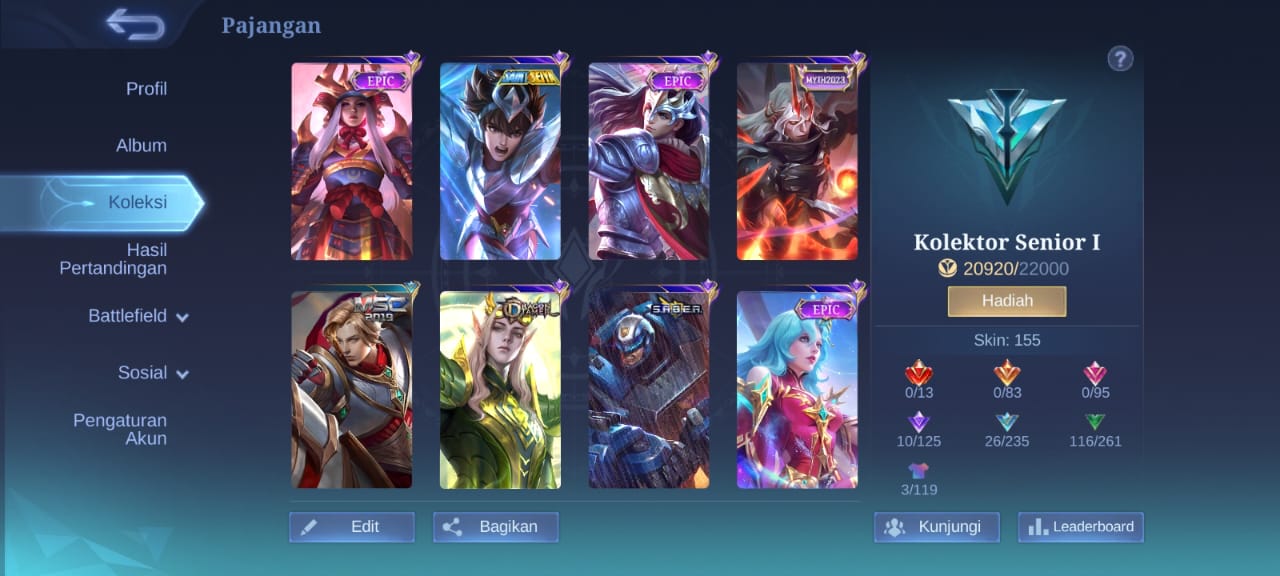 Pajangan
Profil
Album
Koleksi
Hasil
Pertandingan
Battlefield
Sosial
Pengaturan
Akun
EPIC
SAINT SEIYA
EPIC
MYTH2023
MSC
2019
DRAGON
TAMER
S.A.B.E.R.
EPIC
Edit
Bagikan
?
Kolektor Senior I
20920/22000
Hadiah
Skin: 155
0/13
0/83
0/95
10/125
26/235
116/261
3/119
Kunjungi
Leaderboard